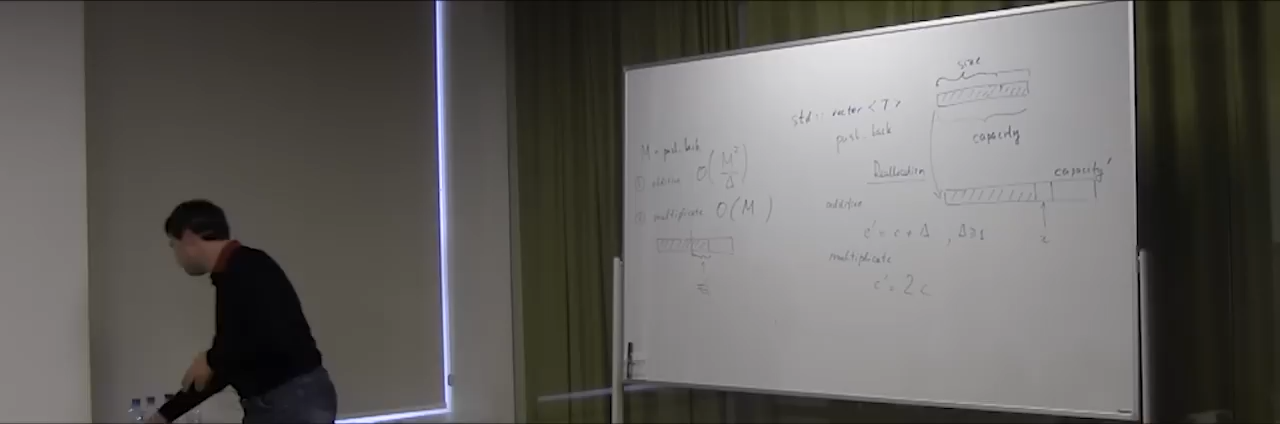 M = push_back
① additive O(M²/Δ)
② multiplicate O(M)
std::vector<T>
push_back
size
capacity
Reallocation
capacity'
additive
c' = c + Δ, Δ≥1
x
multiplicate
c' = 2c